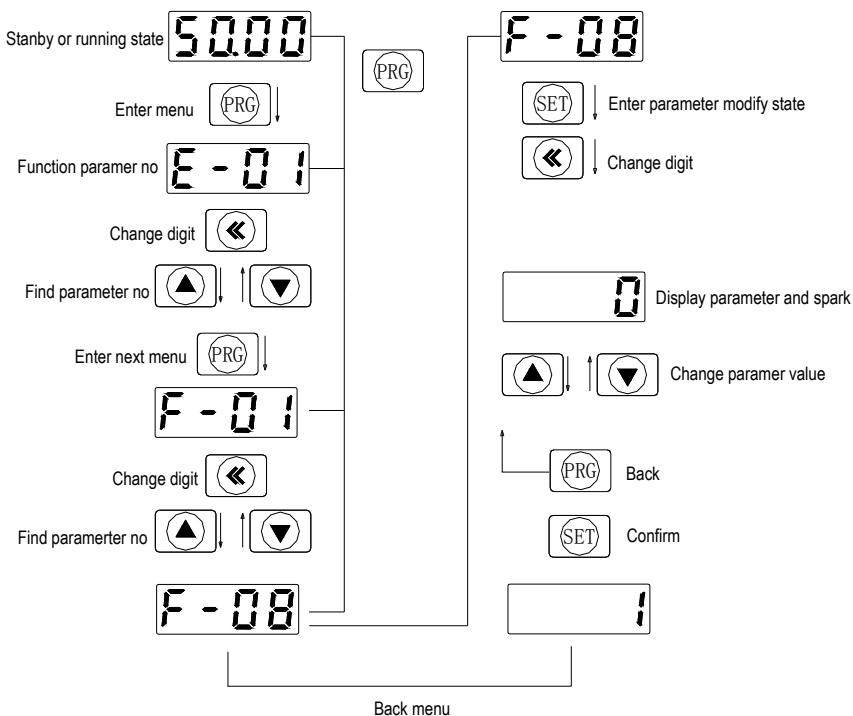 Stanby or running state
50.00
PRG
Enter menu
PRG
Function paramer no
E-01
Change digit
Find parameter no
Enter next menu
PRG
F-01
Change digit
Find paramerter no
F-08
F-08
SET
Enter parameter modify state
Change digit
0
Display parameter and spark
Change paramer value
PRG
Back
SET
Confirm
1
Back menu